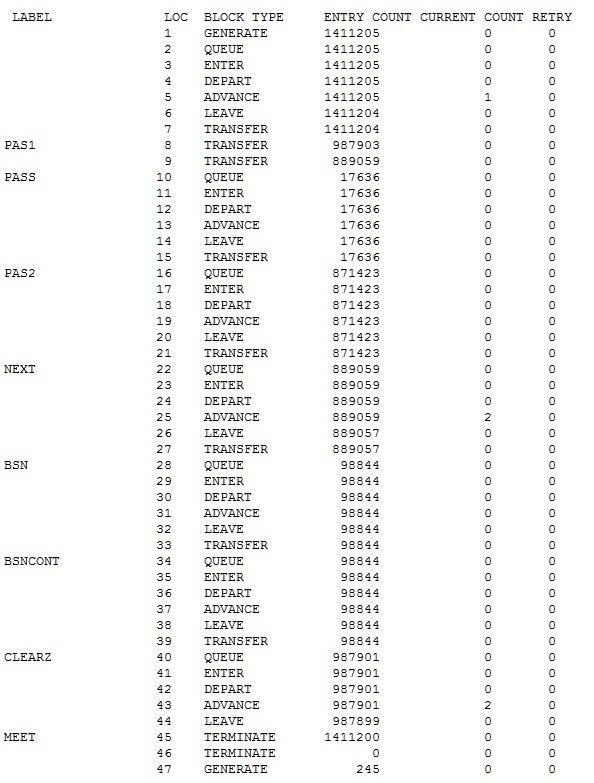 LABEL LOC BLOCK TYPE ENTRY COUNT CURRENT COUNT RETRY
1 GENERATE 1411205 0 0
2 QUEUE 1411205 0 0
3 ENTER 1411205 0 0
4 DEPART 1411205 0 0
5 ADVANCE 1411205 1 0
6 LEAVE 1411204 0 0
7 TRANSFER 1411204 0 0
PAS1 8 TRANSFER 987903 0 0
9 TRANSFER 889059 0 0
PASS 10 QUEUE 17636 0 0
11 ENTER 17636 0 0
12 DEPART 17636 0 0
13 ADVANCE 17636 0 0
14 LEAVE 17636 0 0
15 TRANSFER 17636 0 0
PAS2 16 QUEUE 871423 0 0
17 ENTER 871423 0 0
18 DEPART 871423 0 0
19 ADVANCE 871423 0 0
20 LEAVE 871423 0 0
21 TRANSFER 871423 0 0
NEXT 22 QUEUE 889059 0 0
23 ENTER 889059 0 0
24 DEPART 889059 0 0
25 ADVANCE 889059 2 0
26 LEAVE 889057 0 0
27 TRANSFER 889057 0 0
BSN 28 QUEUE 98844 0 0
29 ENTER 98844 0 0
30 DEPART 98844 0 0
31 ADVANCE 98844 0 0
32 LEAVE 98844 0 0
33 TRANSFER 98844 0 0
BSNCONT 34 QUEUE 98844 0 0
35 ENTER 98844 0 0
36 DEPART 98844 0 0
37 ADVANCE 98844 0 0
38 LEAVE 98844 0 0
39 TRANSFER 98844 0 0
CLEARZ 40 QUEUE 987901 0 0
41 ENTER 987901 0 0
42 DEPART 987901 0 0
43 ADVANCE 987901 2 0
44 LEAVE 987899 0 0
MEET 45 TERMINATE 1411200 0 0
46 TERMINATE 0 0 0
47 GENERATE 245 0 0